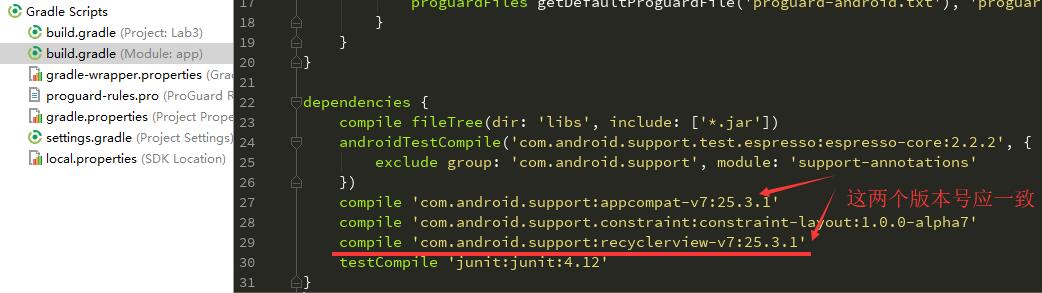 Gradle Scripts
build.gradle (Project: Lab3)
build.gradle (Module: app)
gradle-wrapper.properties (Gra
proguard-rules.pro (ProGuard R
gradle.properties (Project Prope
settings.gradle (Project Settings)
local.properties (SDK Location)
17 proguardFiles getDefaultProguardFile('proguard-android.txt'), 'progua
18 }
19 }
20 }
21
22 dependencies {
23 compile fileTree(dir: 'libs', include: ['*.jar'])
24 androidTestCompile('com.android.support.test.espresso:espresso-core:2.2.2', {
25 exclude group: 'com.android.support', module: 'support-annotations'
26 })
27 compile 'com.android.support:appcompat-v7:25.3.1'
这两个版本号应一致
28 compile 'com.android.support.constraint:constraint-layout:1.0.0-alpha7'
29 compile 'com.android.support:recyclerview-v7:25.3.1'
30 testCompile 'junit:junit:4.12'
31 }